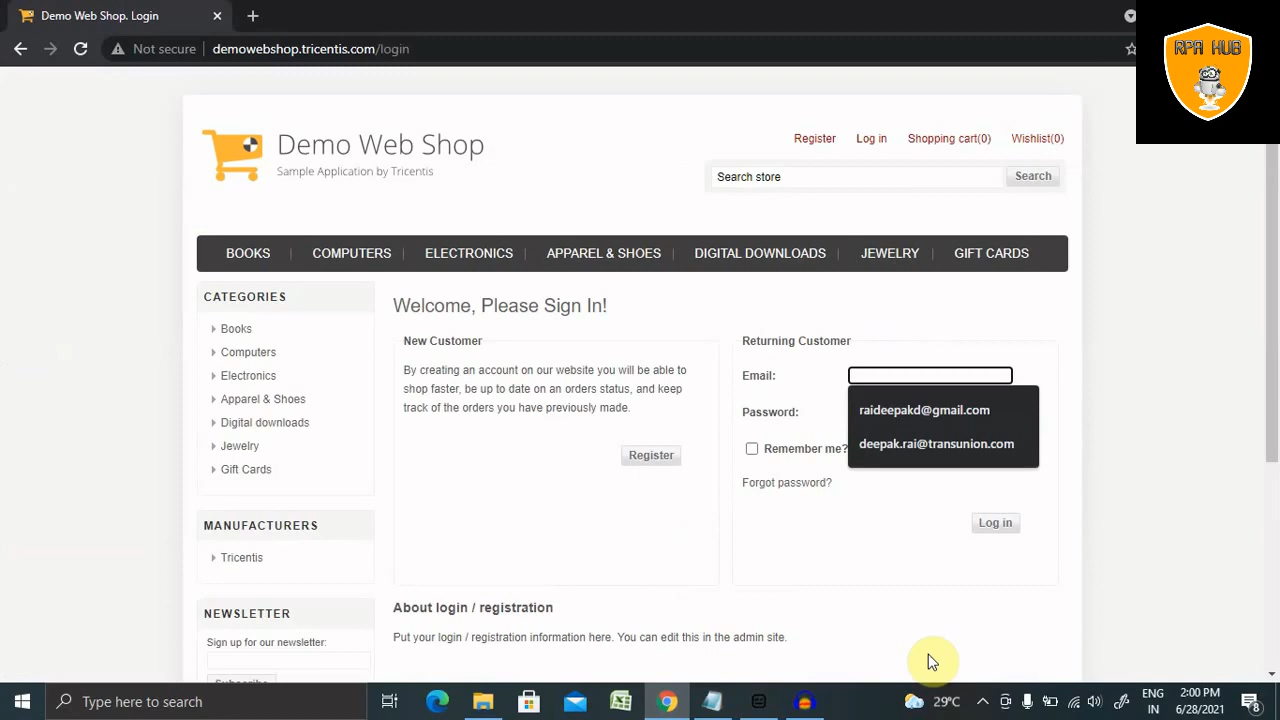 Demo Web Shop. Login
Not secure demowebshop.tricentis.com/login
RPA HUB
Demo Web Shop
Sample Application by Tricentis
Register Log in Shopping cart(0) Wishlist(0)
Search store Search
BOOKS COMPUTERS ELECTRONICS APPAREL & SHOES DIGITAL DOWNLOADS JEWELRY GIFT CARDS
CATEGORIES
Books
Computers
Electronics
Apparel & Shoes
Digital downloads
Jewelry
Gift Cards
MANUFACTURERS
Tricentis
NEWSLETTER
Sign up for our newsletter:
Subscribe
Welcome, Please Sign In!
New Customer
By creating an account on our website you will be able to
shop faster, be up to date on an orders status, and keep
track of the orders you have previously made.
Register
Returning Customer
Email:
raideepakd@gmail.com
Password:
deepak.rai@transunion.com
Remember me?
Forgot password?
Log in
About login / registration
Put your login / registration information here. You can edit this in the admin site.
Type here to search
29°C
ENG
IN
2:00 PM
6/28/2021
8